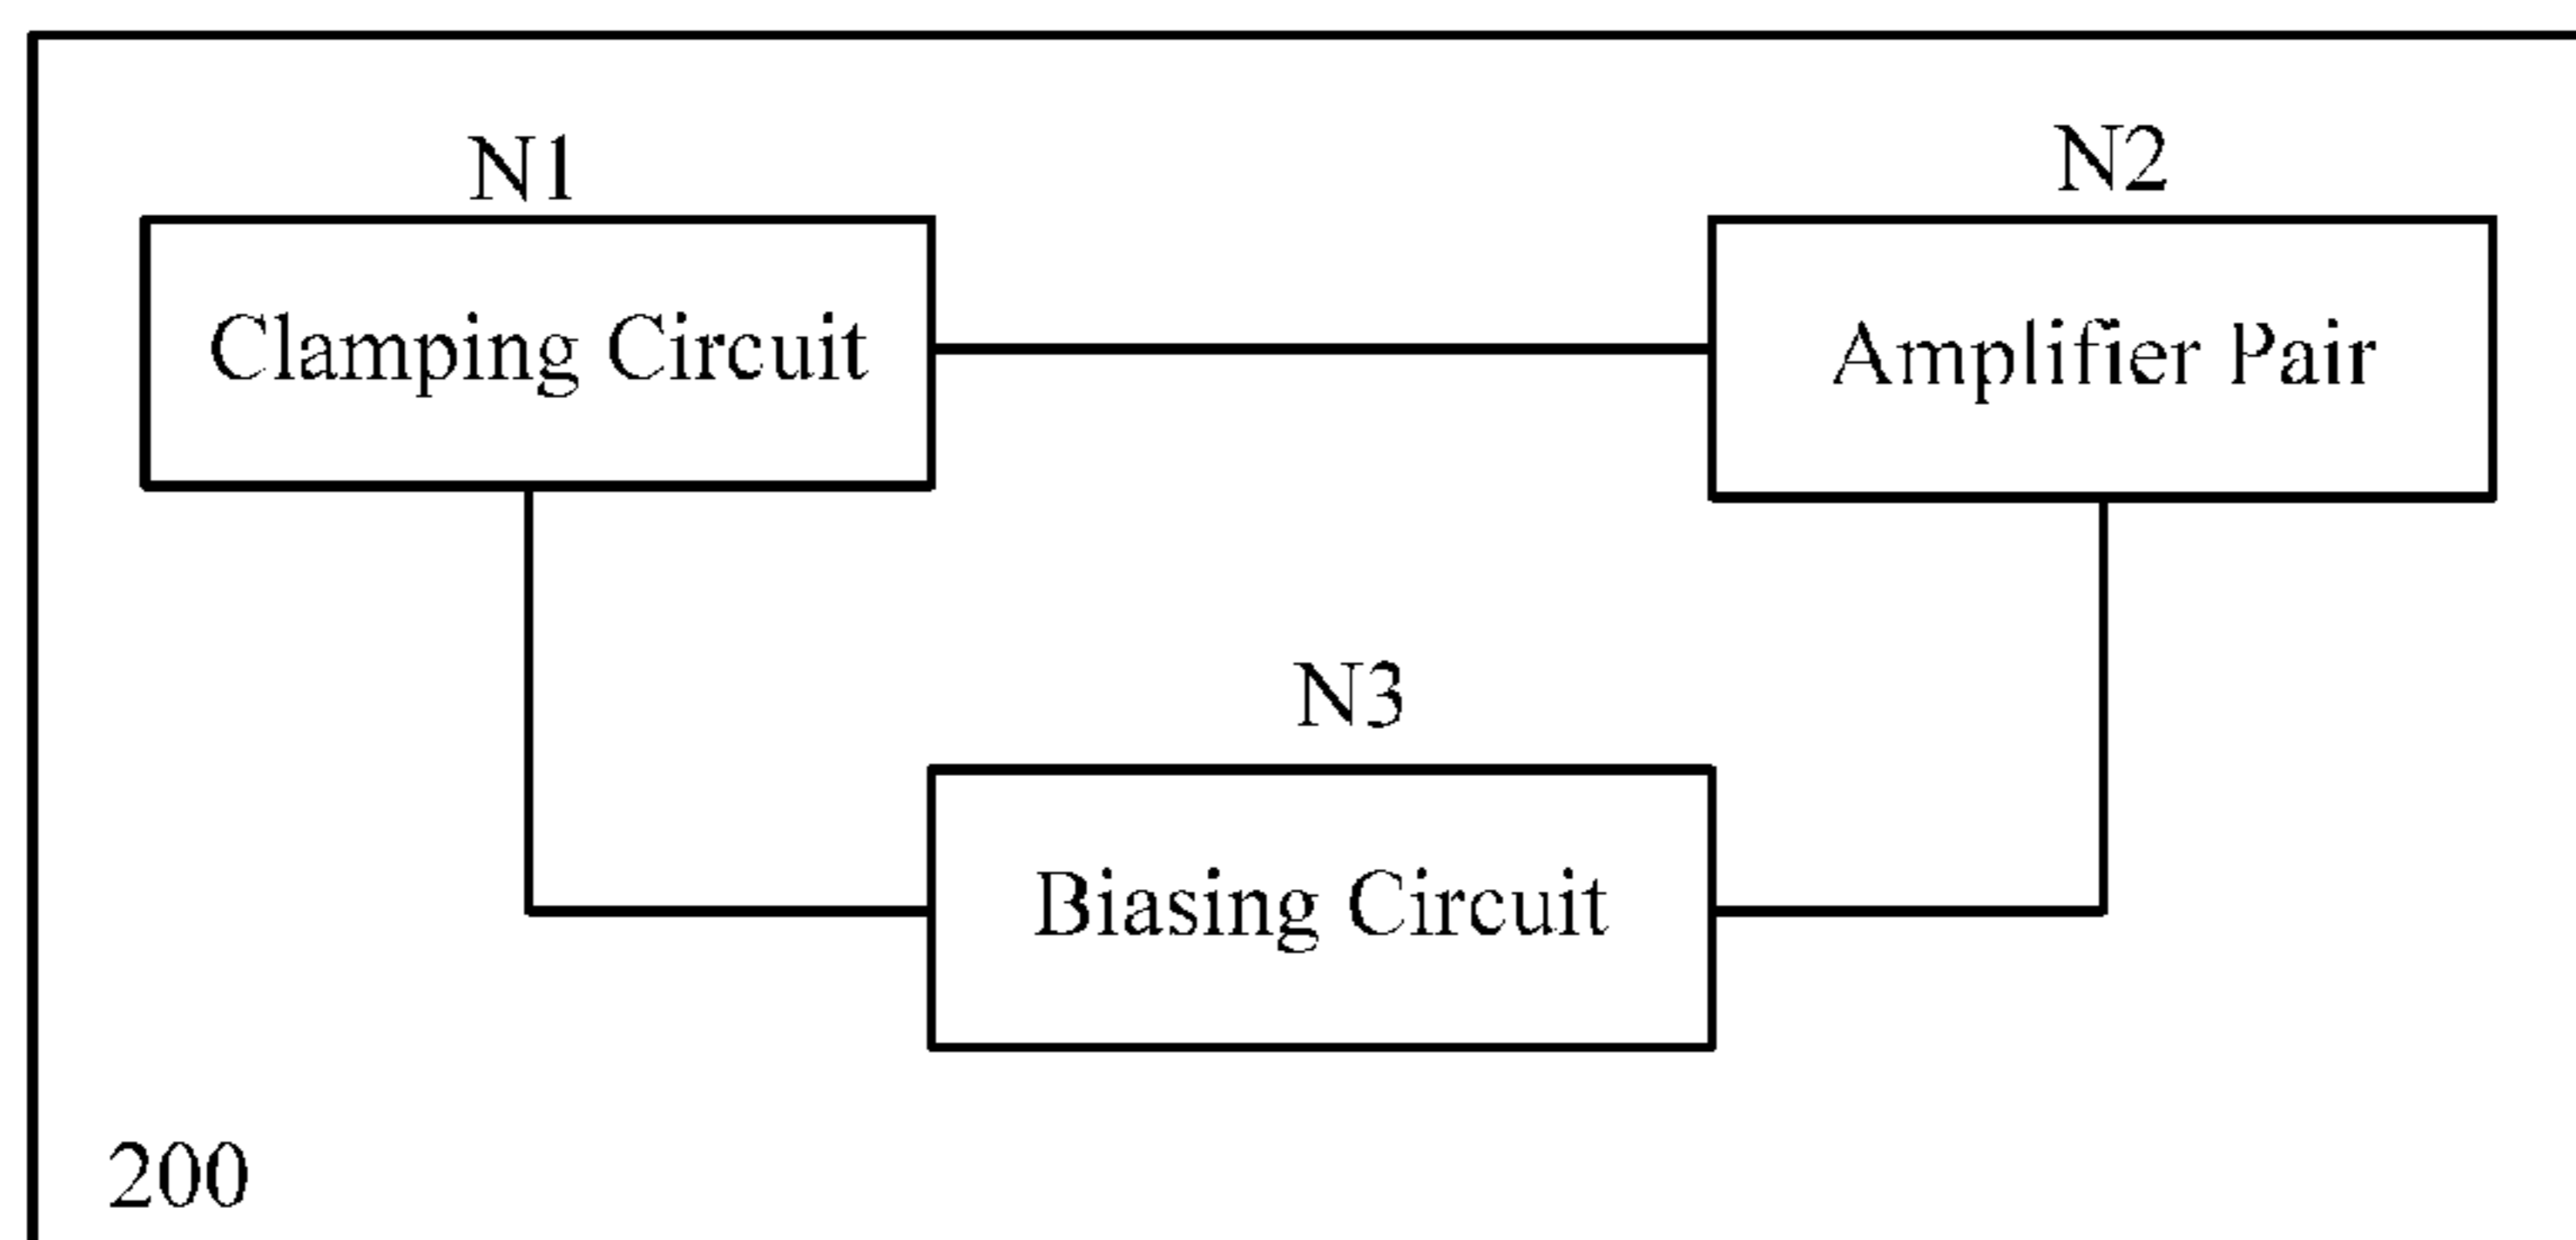 N1
N2
Clamping Circuit
Amplifier Pair
N3
Biasing Circuit
200